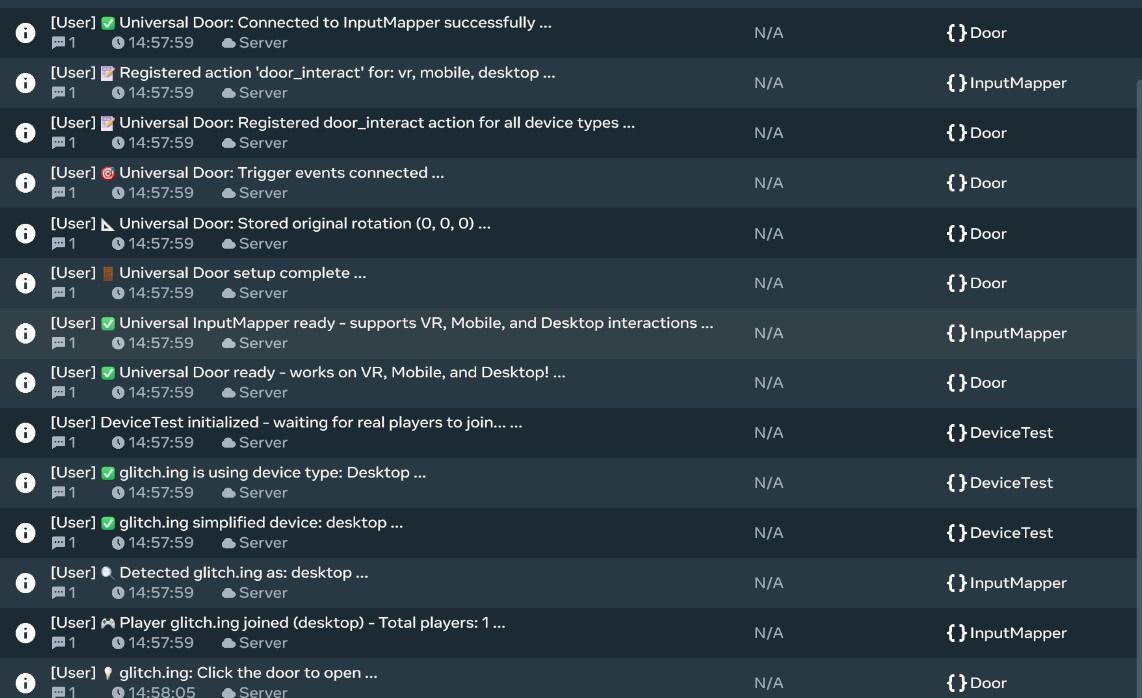 [User] ✅ Universal Door: Connected to InputMapper successfully ...
1 14:57:59 Server
N/A
{} Door
[User] 📝 Registered action 'door_interact' for: vr, mobile, desktop ...
1 14:57:59 Server
N/A
{} InputMapper
[User] 📝 Universal Door: Registered door_interact action for all device types ...
1 14:57:59 Server
N/A
{} Door
[User] 🎯 Universal Door: Trigger events connected ...
1 14:57:59 Server
N/A
{} Door
[User] 📐 Universal Door: Stored original rotation (0, 0, 0) ...
1 14:57:59 Server
N/A
{} Door
[User] 🚪 Universal Door setup complete ...
1 14:57:59 Server
N/A
{} Door
[User] ✅ Universal InputMapper ready - supports VR, Mobile, and Desktop interactions ...
1 14:57:59 Server
N/A
{} InputMapper
[User] ✅ Universal Door ready - works on VR, Mobile, and Desktop! ...
1 14:57:59 Server
N/A
{} Door
[User] DeviceTest initialized - waiting for real players to join... ...
1 14:57:59 Server
N/A
{} DeviceTest
[User] ✅ glitch.ing is using device type: Desktop ...
1 14:57:59 Server
N/A
{} DeviceTest
[User] ✅ glitch.ing simplified device: desktop ...
1 14:57:59 Server
N/A
{} DeviceTest
[User] 🔍 Detected glitch.ing as: desktop ...
1 14:57:59 Server
N/A
{} InputMapper
[User] 🎮 Player glitch.ing joined (desktop) - Total players: 1 ...
1 14:57:59 Server
N/A
{} InputMapper
[User] 💡 glitch.ing: Click the door to open ...
1 14:58:05 Server
N/A
{} Door